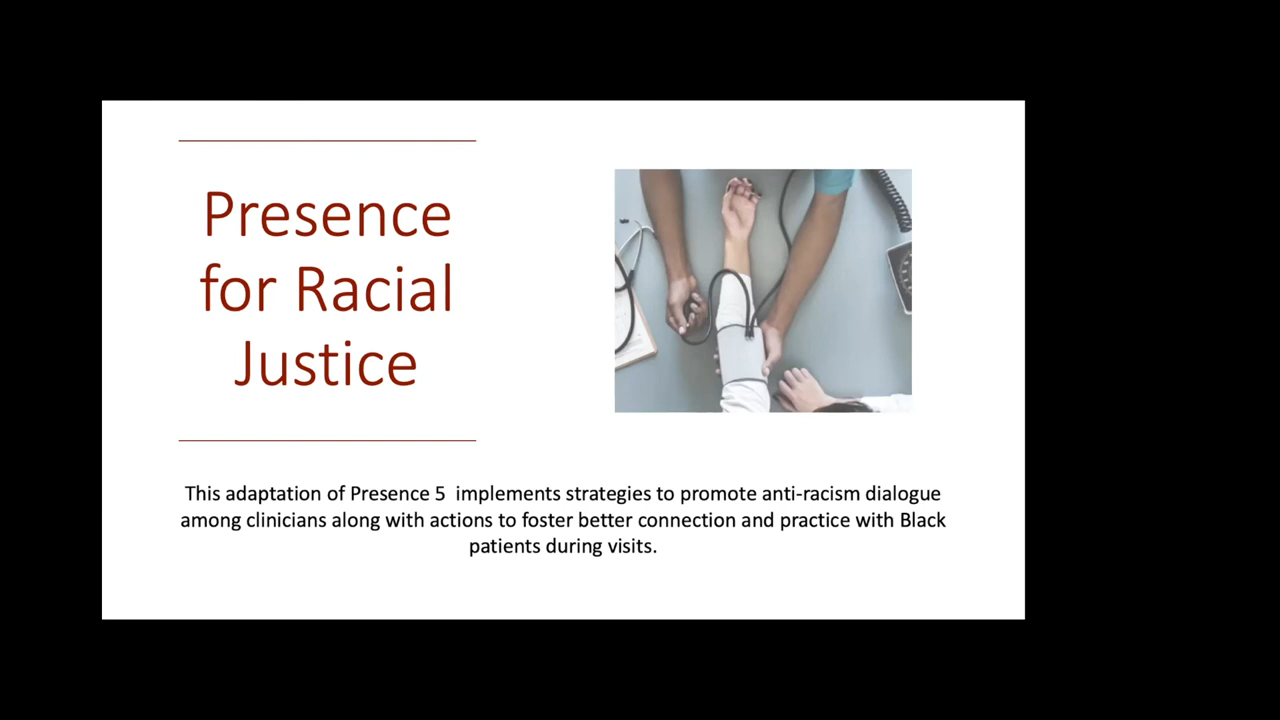 Presence
for Racial
Justice
This adaptation of Presence 5  implements strategies to promote anti-racism dialogue
among clinicians along with actions to foster better connection and practice with Black
patients during visits.